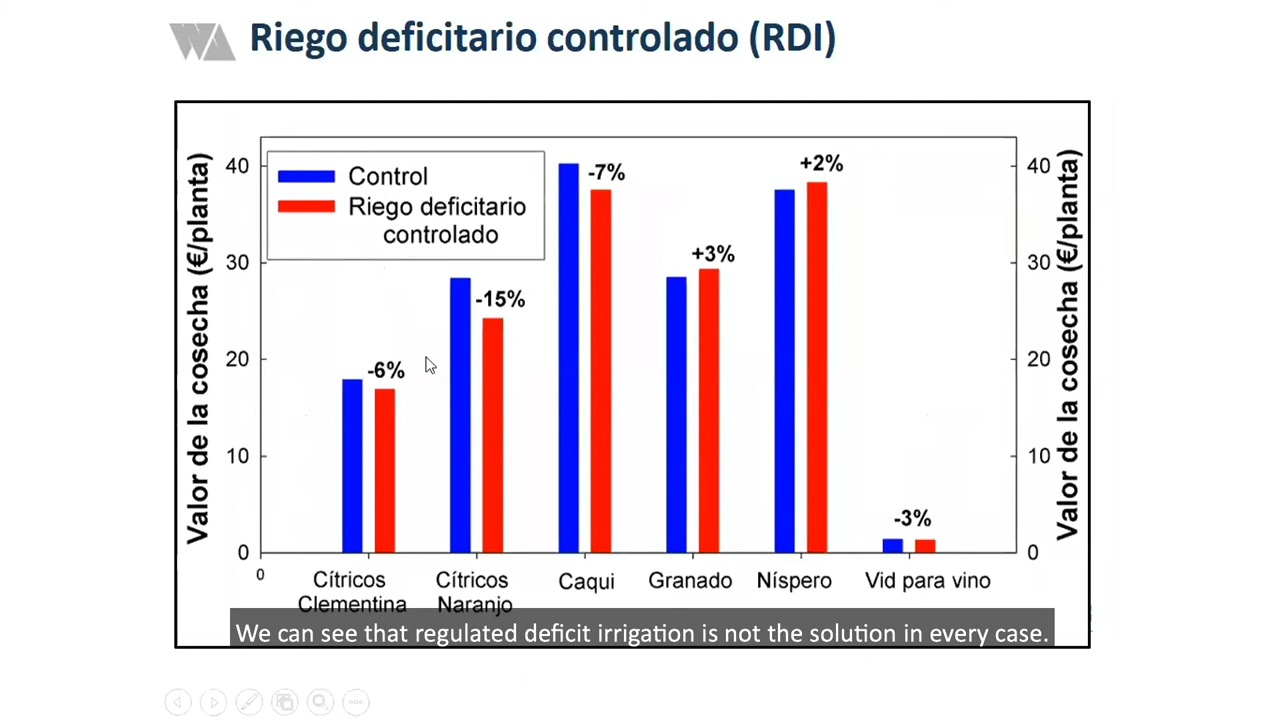 WA
Riego deficitario controlado (RDI)
Control
Riego deficitario
controlado
Valor de la cosecha (€/planta)
40
30
20
10
0
0
-6%
-15%
-7%
+3%
+2%
-3%
40
30
20
10
0
Valor de la cosecha (€/planta)
Cítricos
Clementina
Cítricos
Naranjo
Caqui
Granado
Níspero
Vid para vino
We can see that regulated deficit irrigation is not the solution in every case.